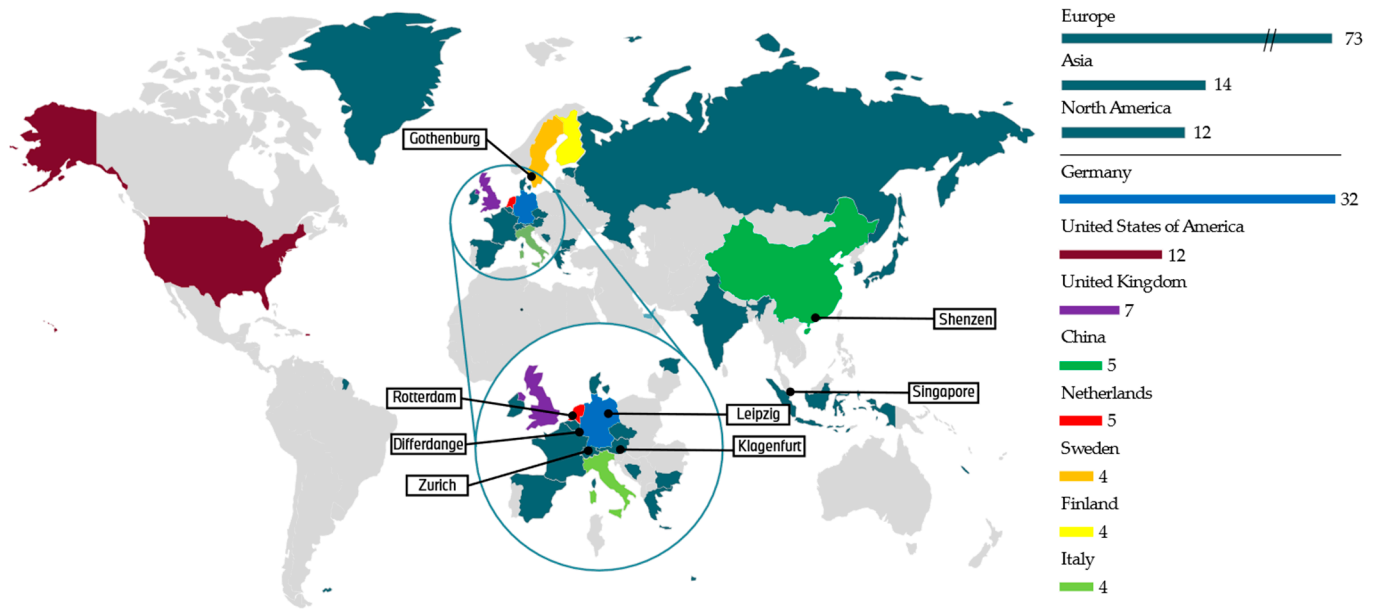 Europe
73
Asia
14
North America
12
Germany
32
United States of America
12
United Kingdom
7
China
5
Netherlands
5
Sweden
4
Finland
4
Italy
4
Gothenburg
Shenzen
Singapore
Rotterdam
Leipzig
Differdange
Klagenfurt
Zurich